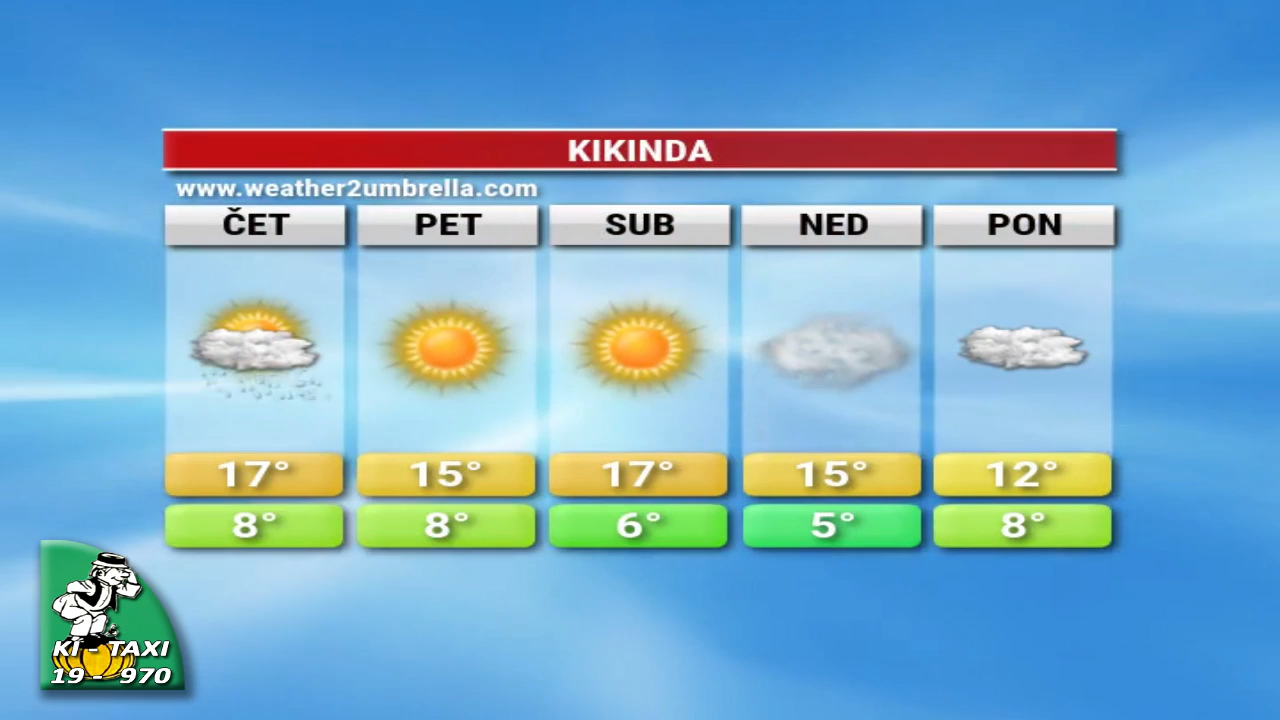 KIKINDA
www.weather2umbrella.com
ČET PET SUB NED PON
17° 15° 17° 15° 12°
8° 8° 6° 5° 8°
KI - TAXI
19 - 970